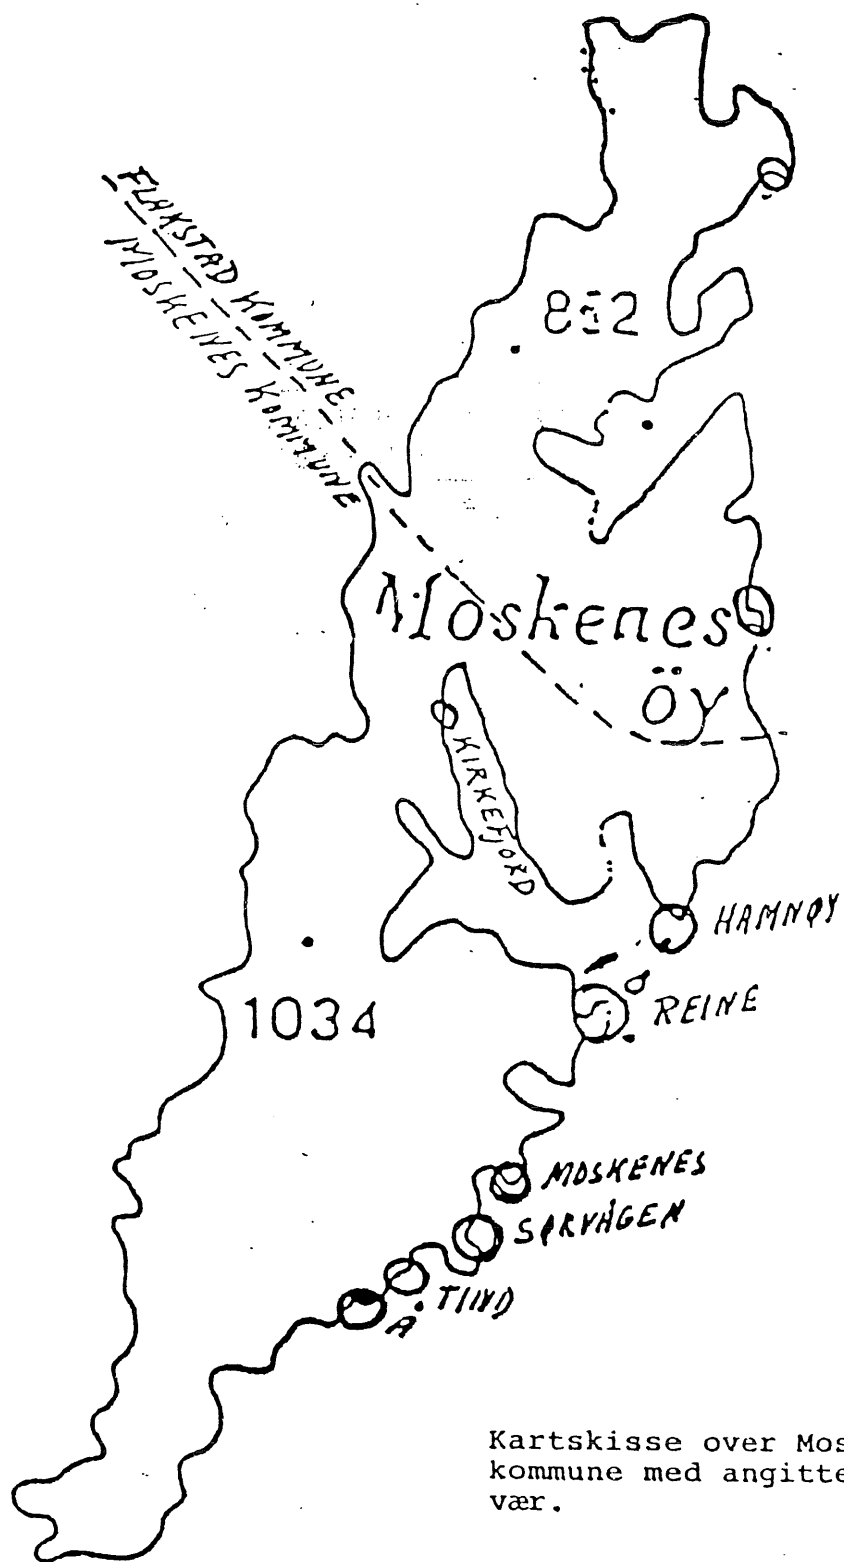 FLAKSTAD KOMMUNE
MOSKENES KOMMUNE
852
Moskenes
öy
KIRKEFJORD
HAMNØY
REINE
1034
MOSKENES
SØRVÅGEN
TIND
Å
Kartskisse over Mos
kommune med angitte
vær.